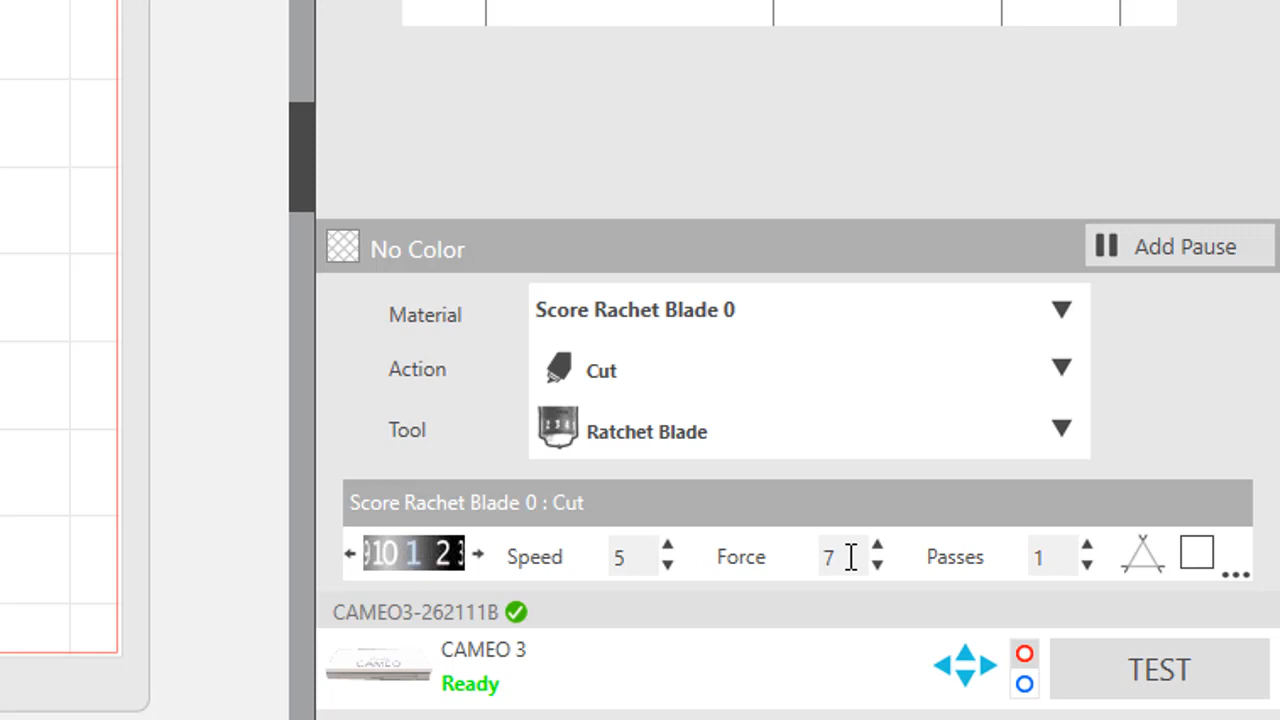 No Color
Add Pause
Material
Score Rachet Blade 0
Action
Cut
Tool
Ratchet Blade
Score Rachet Blade 0 : Cut
10 1 2 Speed 5 Force 7 Passes 1 ...
CAMEO3-262111B
CAMEO
CAMEO 3
Ready
TEST